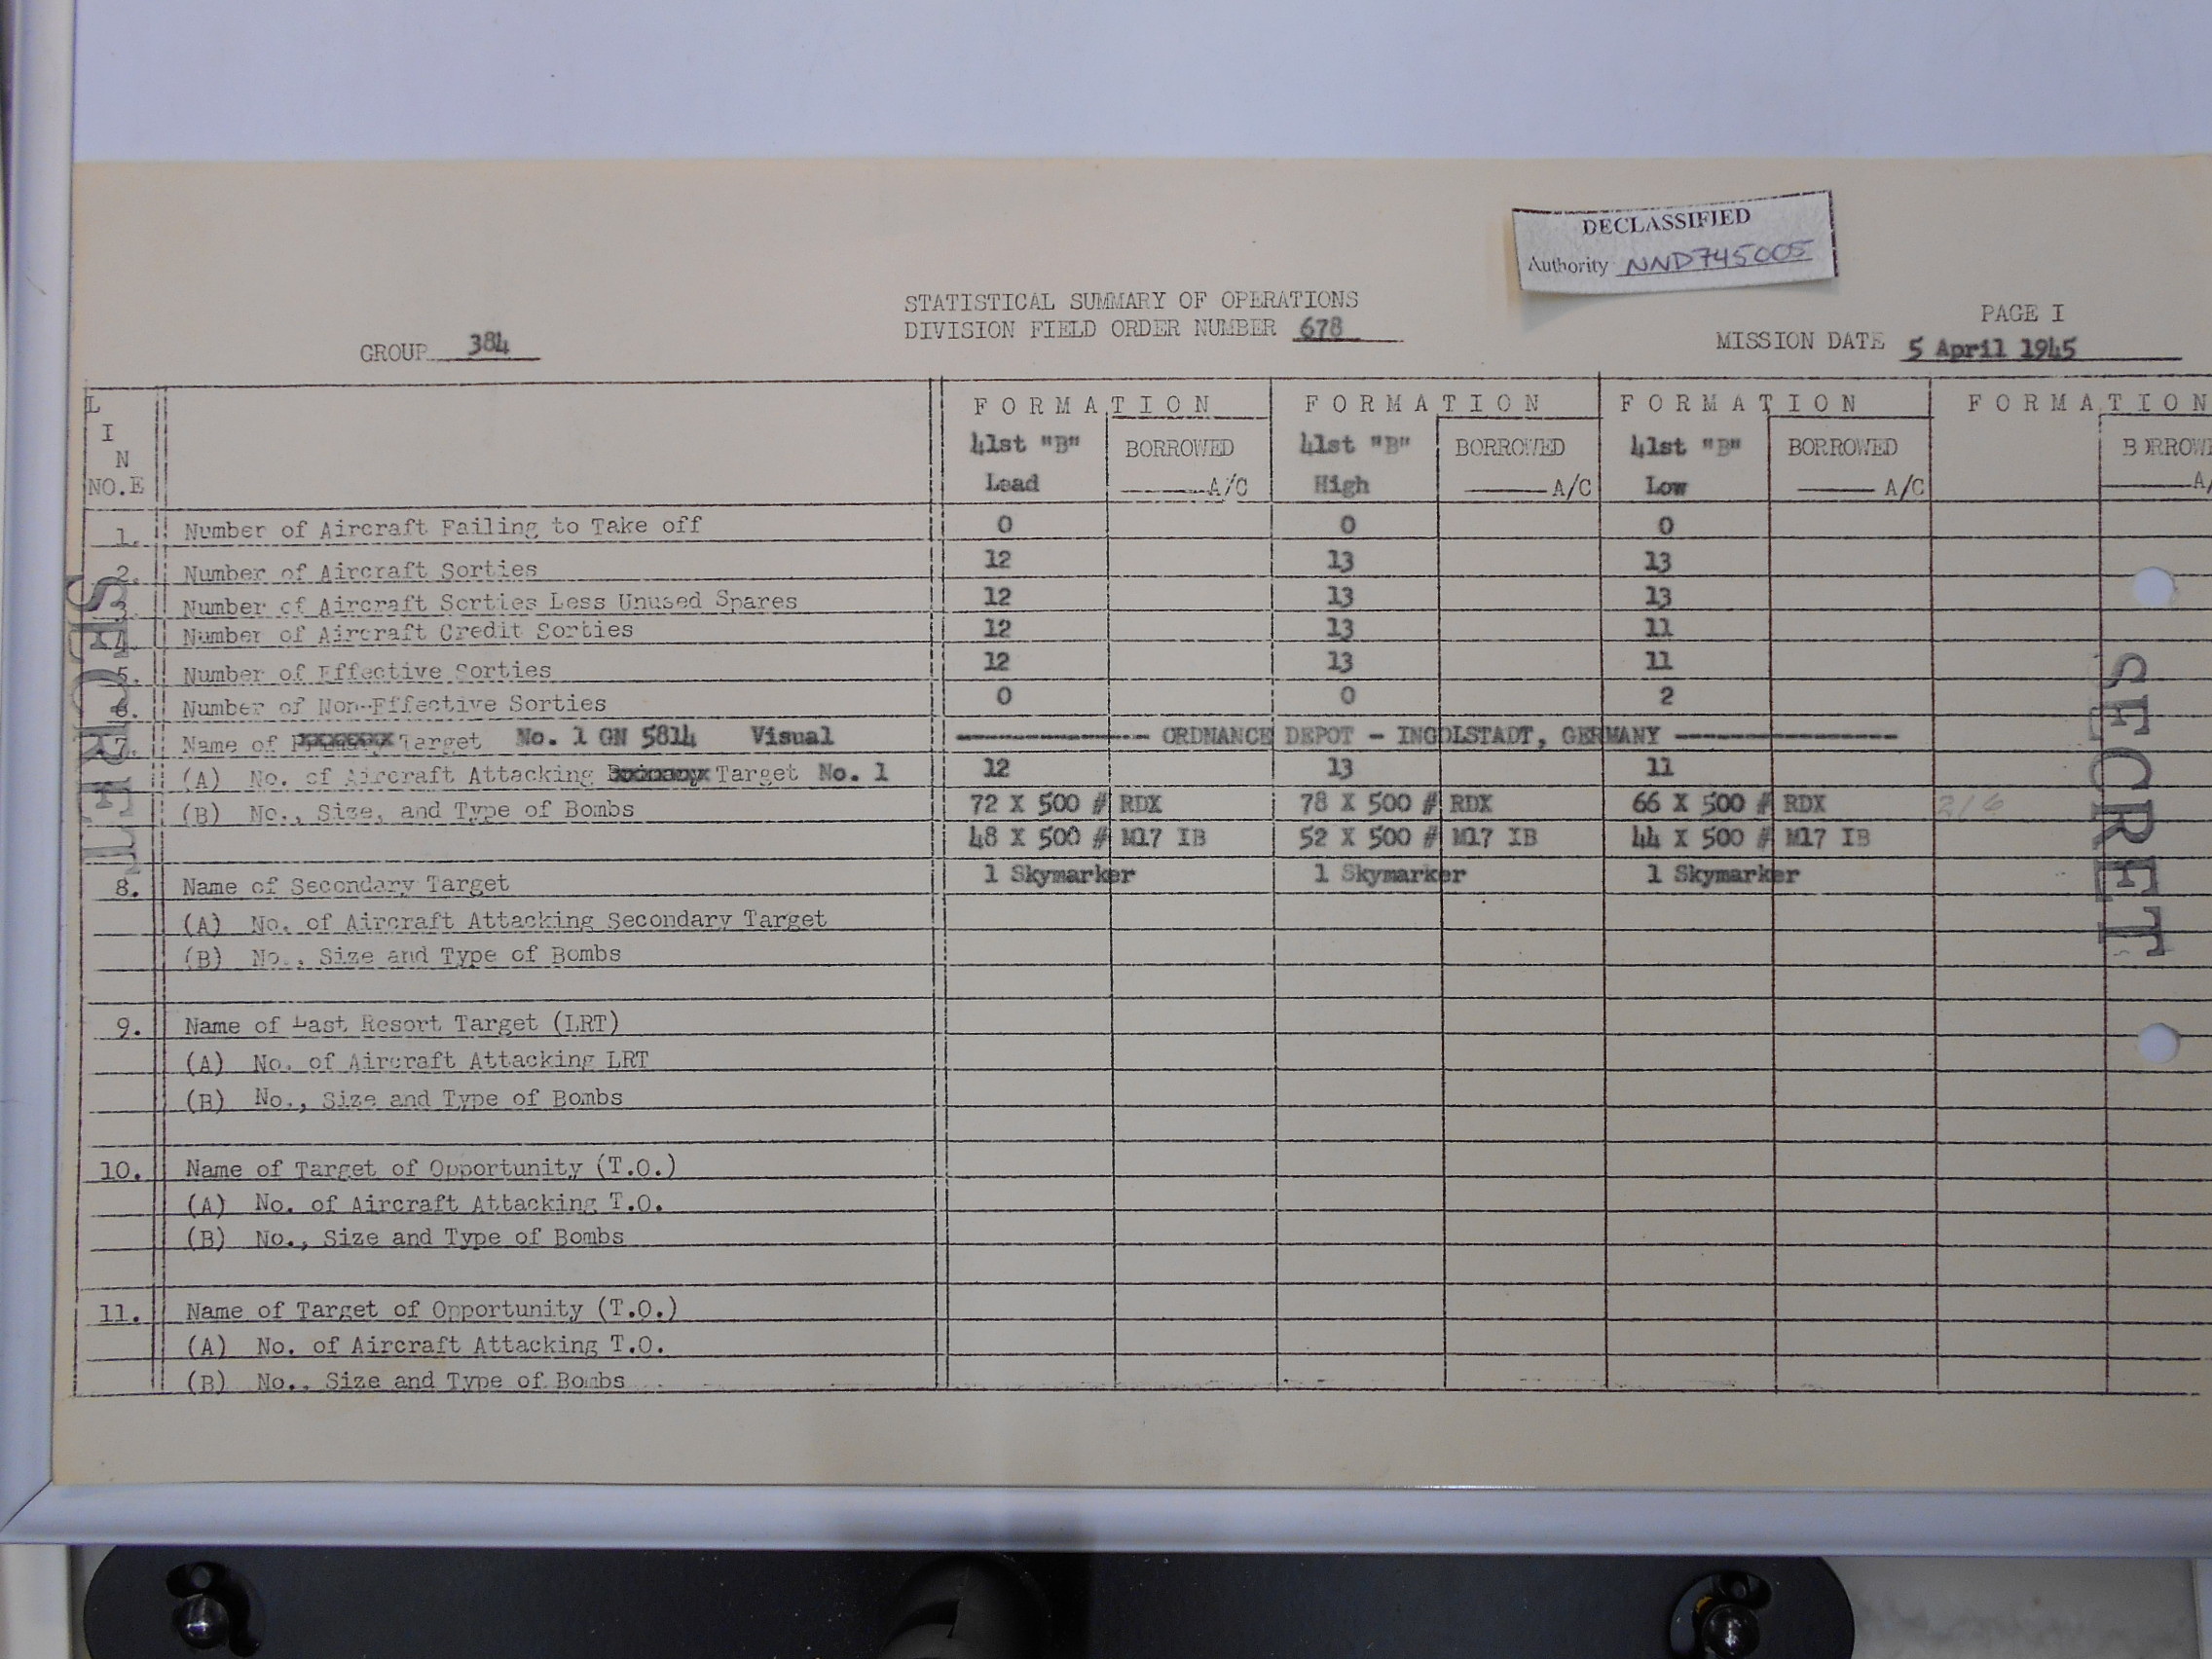 DECLASSIFIED
Authority NND745005
STATISTICAL SUMMARY OF OPERATIONS
DIVISION FIELD ORDER NUMBER 678
PAGE I
GROUP 384
MISSION DATE 5 April 1945
LINE NO.
FORMATION FORMATION FORMATION FORMATION
41st "B" BORROWED 41st "B" BORROWED 41st "B" BORROWED
Lead A/C High A/C Low A/C
1. Number of Aircraft Failing to Take off 0 0 0
2. Number of Aircraft Sorties 12 13 13
3. Number of Aircraft Sorties Less Unused Spares 12 13 13
4. Number of Aircraft Credit Sorties 12 13 11
5. Number of Effective Sorties 12 13 11
6. Number of Non-Effective Sorties 0 0 2
7. Name of Target No. 1 GN 5814 Visual ORDNANCE DEPOT - INGOLSTADT, GERMANY
(A) No. of Aircraft Attacking Target No. 1 12 13 11
(B) No., Size, and Type of Bombs 72 X 500 # RDX 78 X 500 # RDX 66 X 500 # RDX 216
48 X 500 # M17 IB 52 X 500 # M17 IB 44 X 500 # M17 IB
8. Name of Secondary Target 1 Skymarker 1 Skymarker 1 Skymarker
(A) No. of Aircraft Attacking Secondary Target
(B) No., Size and Type of Bombs
9. Name of Last Resort Target (LRT)
(A) No. of Aircraft Attacking LRT
(B) No., Size and Type of Bombs
10. Name of Target of Opportunity (T.O.)
(A) No. of Aircraft Attacking T.O.
(B) No., Size and Type of Bombs
11. Name of Target of Opportunity (T.O.)
(A) No. of Aircraft Attacking T.O.
(B) No., Size and Type of Bombs
SECRET
SECRET